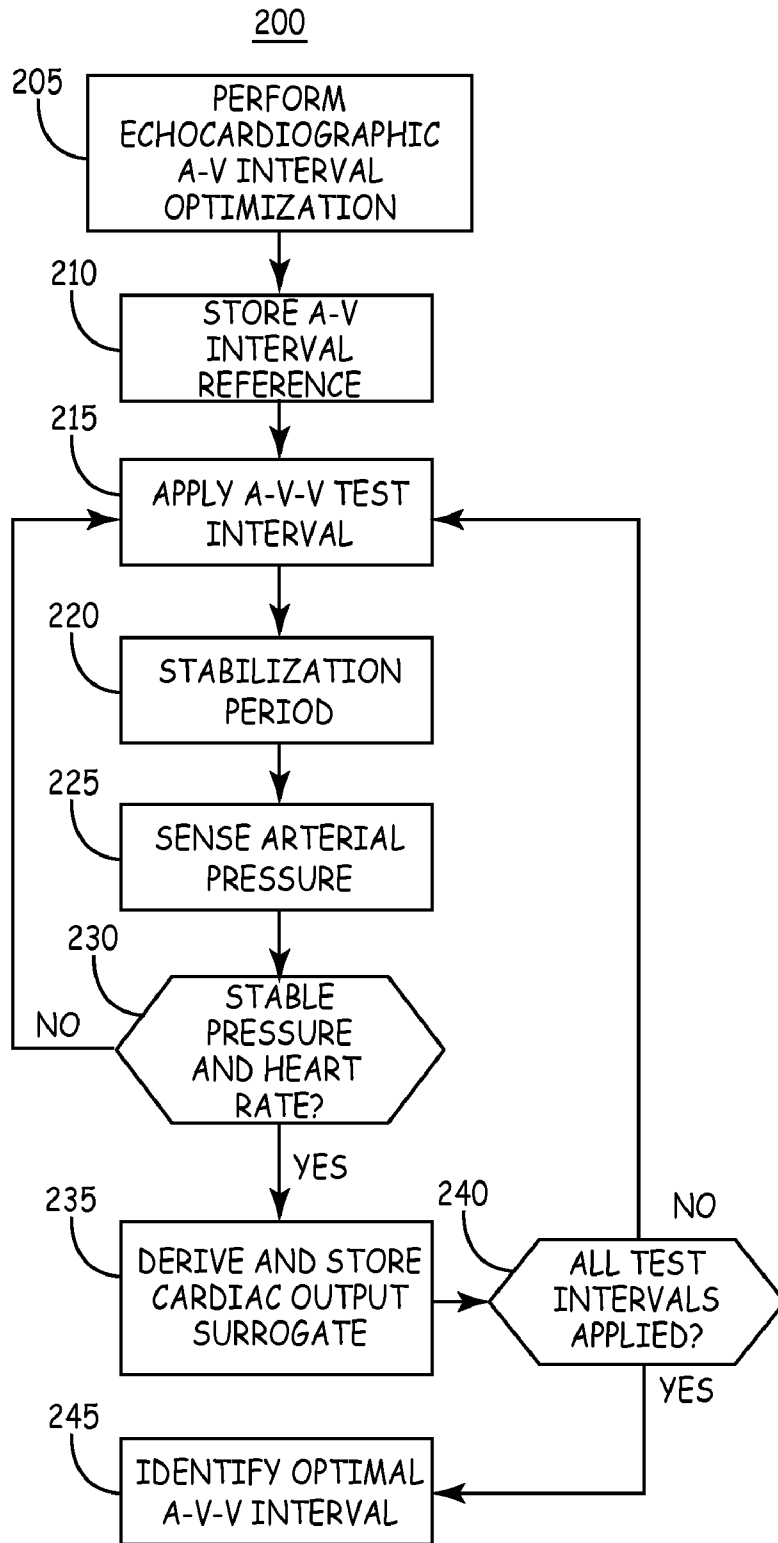 200
205
PERFORM
ECHOCARDIOGRAPHIC
A-V INTERVAL
OPTIMIZATION
210
STORE A-V
INTERVAL
REFERENCE
215
APPLY A-V-V TEST
INTERVAL
220
STABILIZATION
PERIOD
225
SENSE ARTERIAL
PRESSURE
230
STABLE
PRESSURE
AND HEART
RATE?
NO
YES
235
DERIVE AND STORE
CARDIAC OUTPUT
SURROGATE
240
NO
ALL TEST
INTERVALS
APPLIED?
YES
245
IDENTIFY OPTIMAL
A-V-V INTERVAL